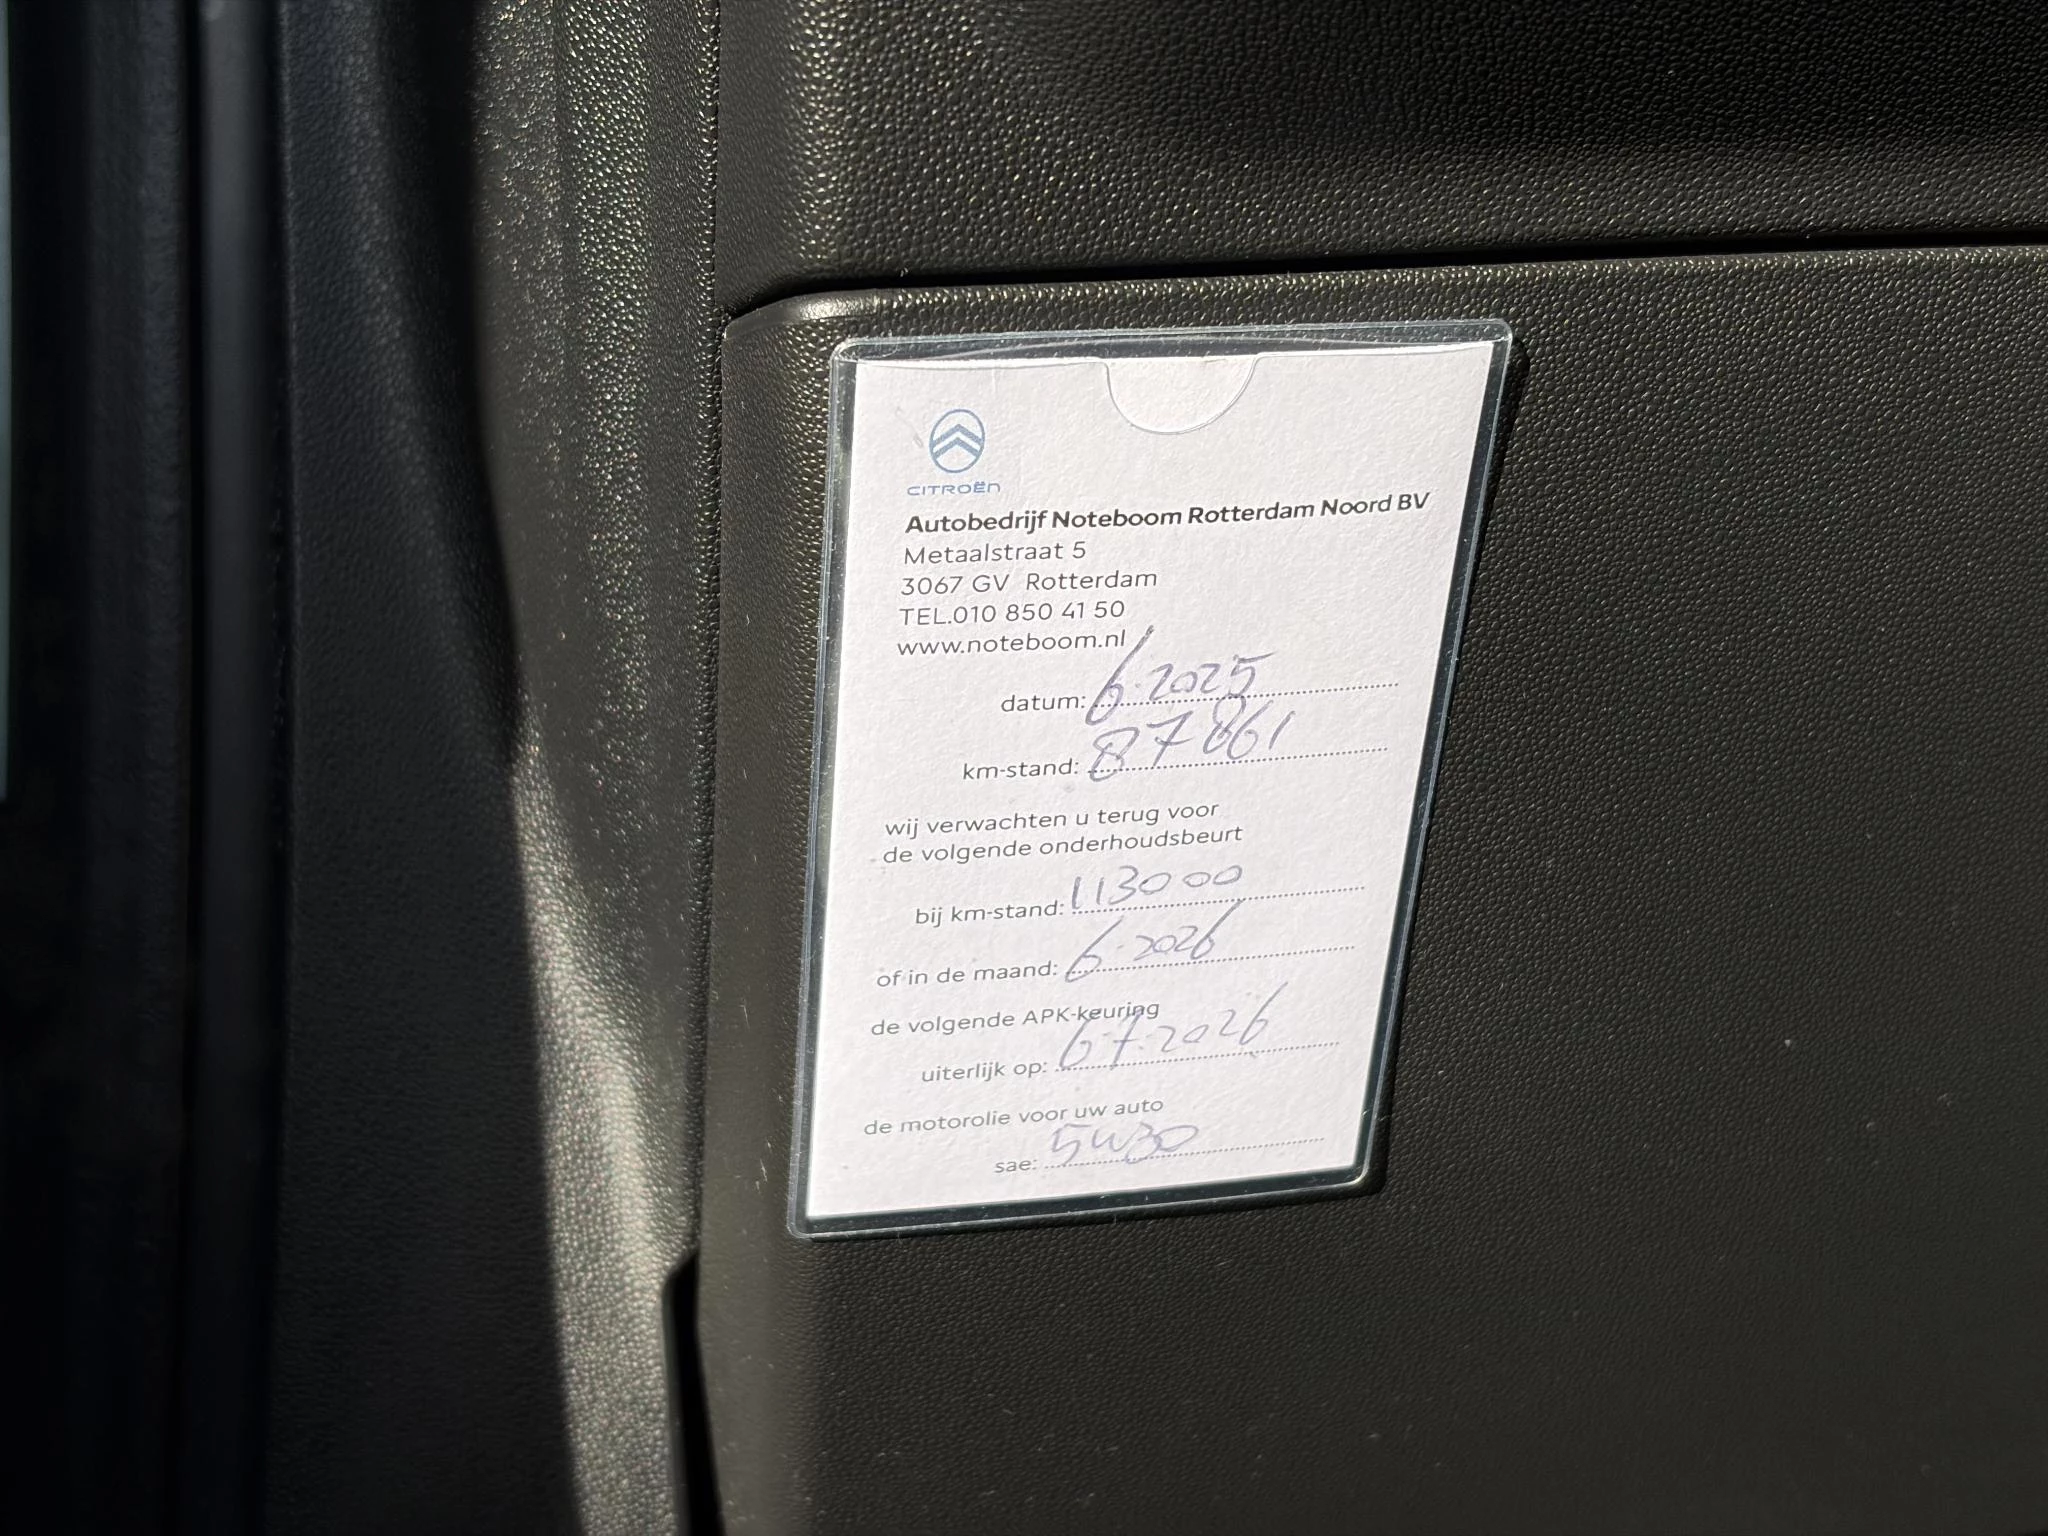 CITROËN
Autobedrijf Noteboom Rotterdam Noord BV
Metaalstraat 5
3067 GV Rotterdam
TEL.010 850 41 50
www.noteboom.nl
datum: 6-2025
km-stand: 87861
wij verwachten u terug voor
de volgende onderhoudsbeurt
bij km-stand: 113000
of in de maand: 6-2026
de volgende APK-keuring
uiterlijk op: 6-7-2026
de motorolie voor uw auto
sae: 5W30